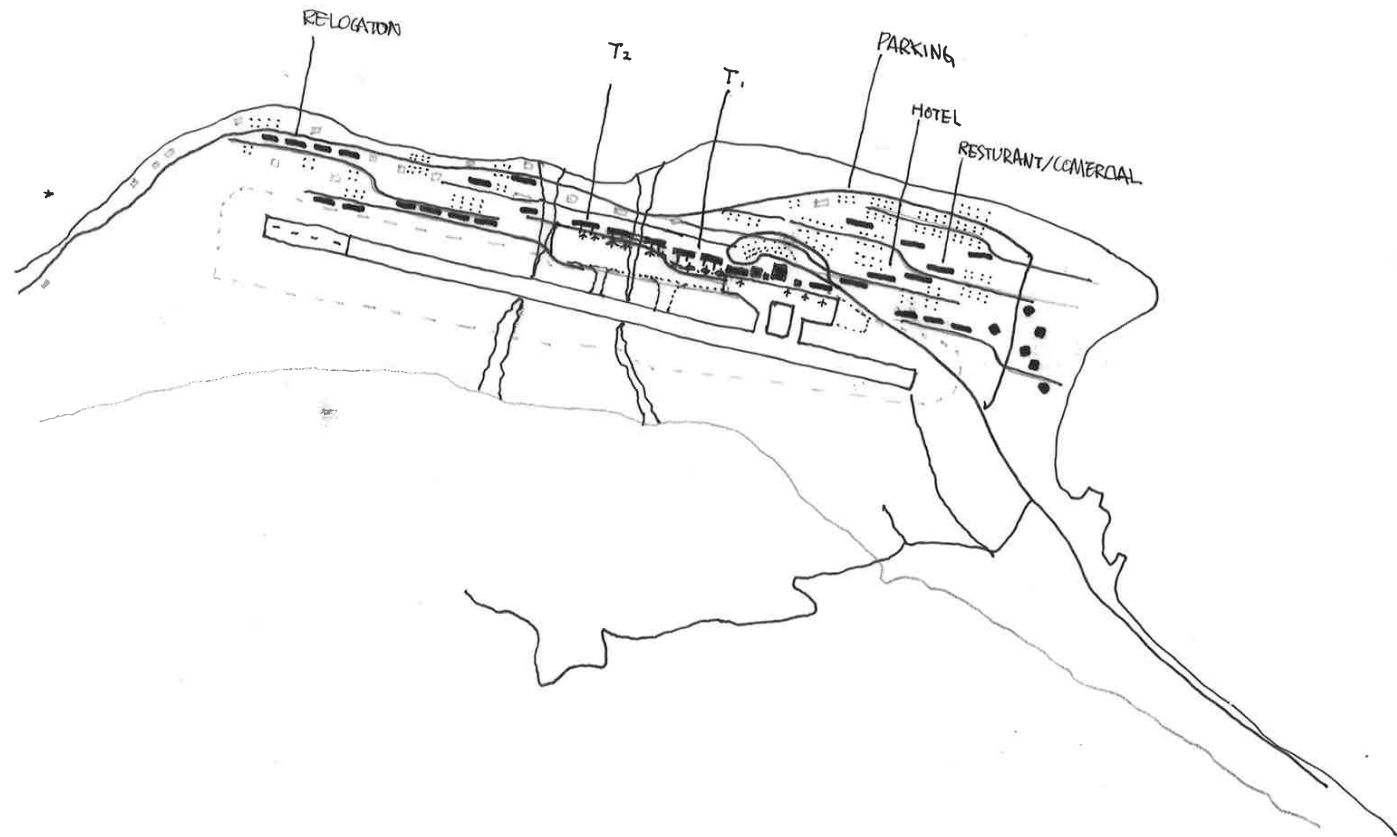 RELOCATON
T2
T1
PARKING
HOTEL
RESTURANT/COMERCIAL